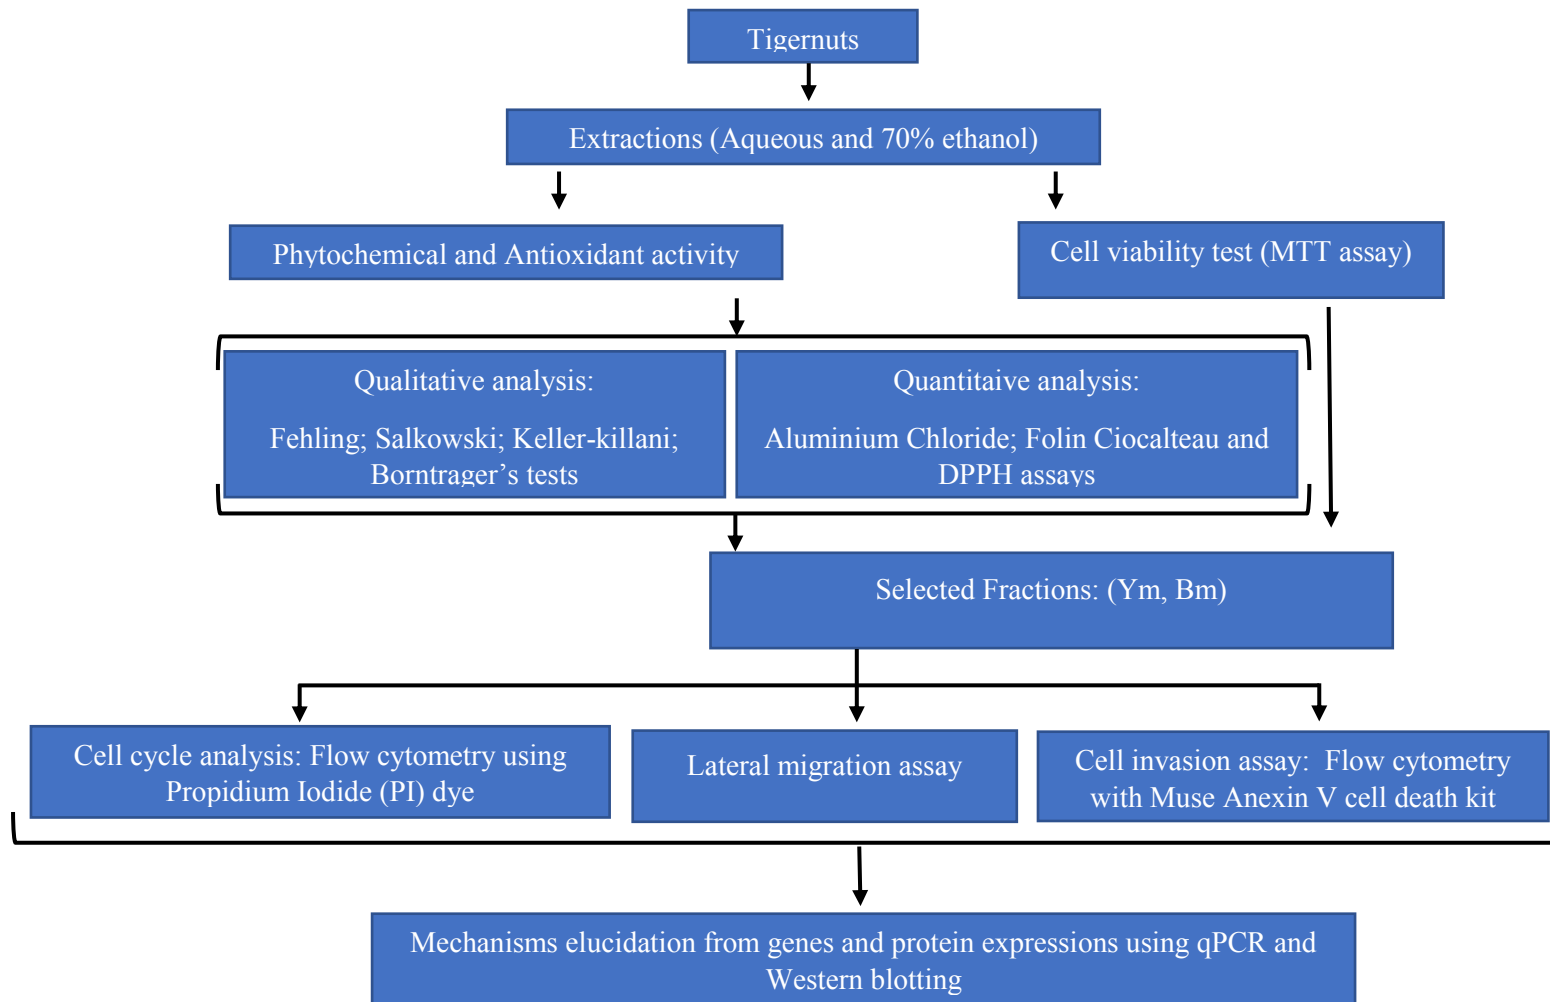 Tigernuts
Extractions (Aqueous and 70% ethanol)
Phytochemical and Antioxidant activity
Cell viability test (MTT assay)
Qualitative analysis:
Fehling; Salkowski; Keller-killani;
Borntrager’s tests
Quantitaive analysis:
Aluminium Chloride; Folin Ciocalteau and
DPPH assays
Selected Fractions: (Ym, Bm)
Cell cycle analysis: Flow cytometry using
Propidium Iodide (PI) dye
Lateral migration assay
Cell invasion assay:  Flow cytometry
with Muse Anexin V cell death kit
Mechanisms elucidation from genes and protein expressions using qPCR and
Western blotting